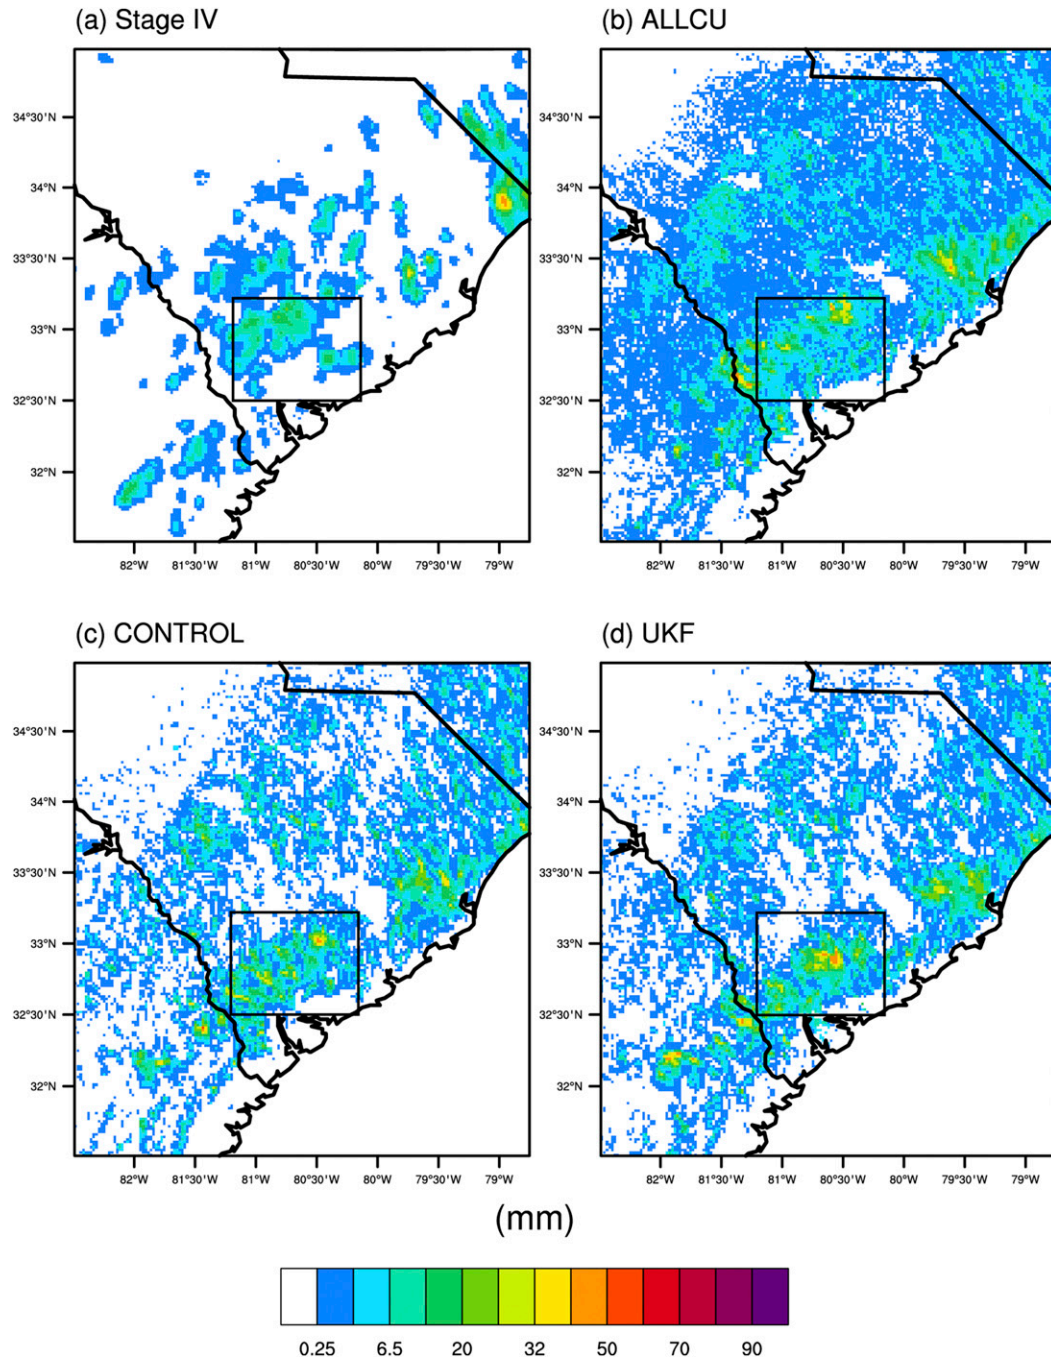 (a) Stage IV
(b) ALLCU
34°30'N
34°N
33°30'N
33°N
32°30'N
32°N
34°30'N
34°N
33°30'N
33°N
32°30'N
32°N
82°W 81°30'W 81°W 80°30'W 80°W 79°30'W 79°W
82°W 81°30'W 81°W 80°30'W 80°W 79°30'W 79°W
(c) CONTROL
(d) UKF
34°30'N
34°N
33°30'N
33°N
32°30'N
32°N
34°30'N
34°N
33°30'N
33°N
32°30'N
32°N
82°W 81°30'W 81°W 80°30'W 80°W 79°30'W 79°W
82°W 81°30'W 81°W 80°30'W 80°W 79°30'W 79°W
(mm)
0.25 6.5 20 32 50 70 90